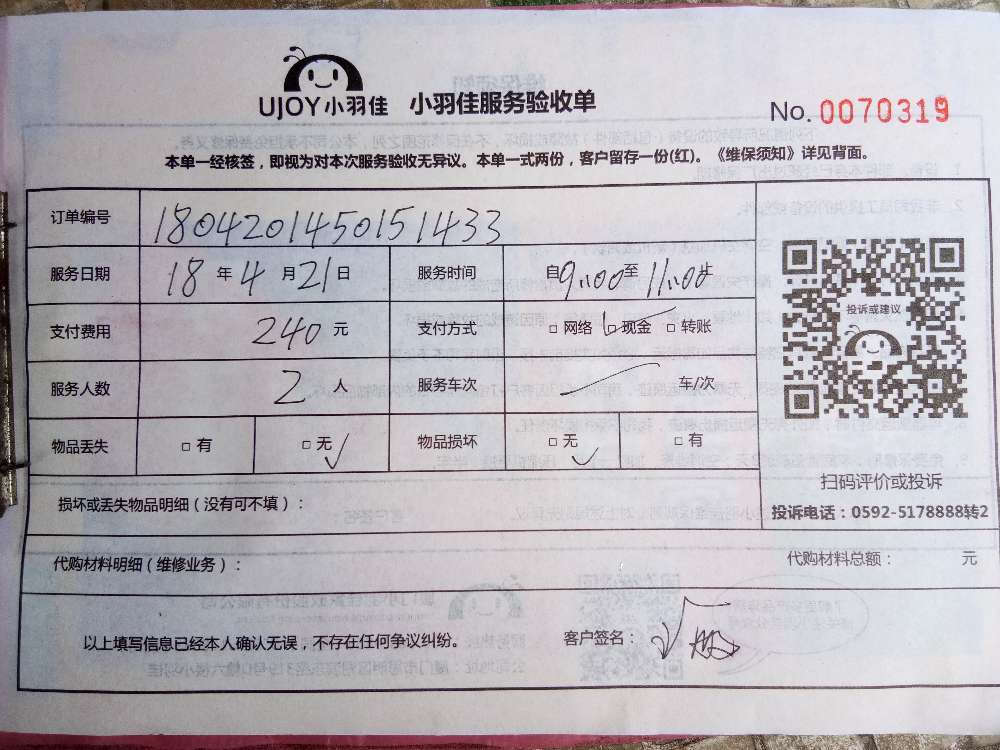 UJOY小羽佳 小羽佳服务验收单
No. 0070319
本单一经核签，即视为对本次服务验收无异议。本单一式两份，客户留存一份(红)。《维保须知》详见背面。
订单编号 1804201450151433
服务日期 18 年 4 月 21 日 服务时间 自9:00至11:00止
支付费用 240 元 支付方式 □ 网络 □ 现金 □ 转账
服务人数 2 人 服务车次 车/次
物品丢失 □ 有 □ 无 ✓ 物品损坏 □ 无 ✓ □ 有
投诉或建议
扫码评价或投诉
投诉电话：0592-5178888转2
损坏或丢失物品明细（没有可不填）：
代购材料明细（维修业务）： 代购材料总额： 元
以上填写信息已经本人确认无误，不存在任何争议纠纷。 客户签名：